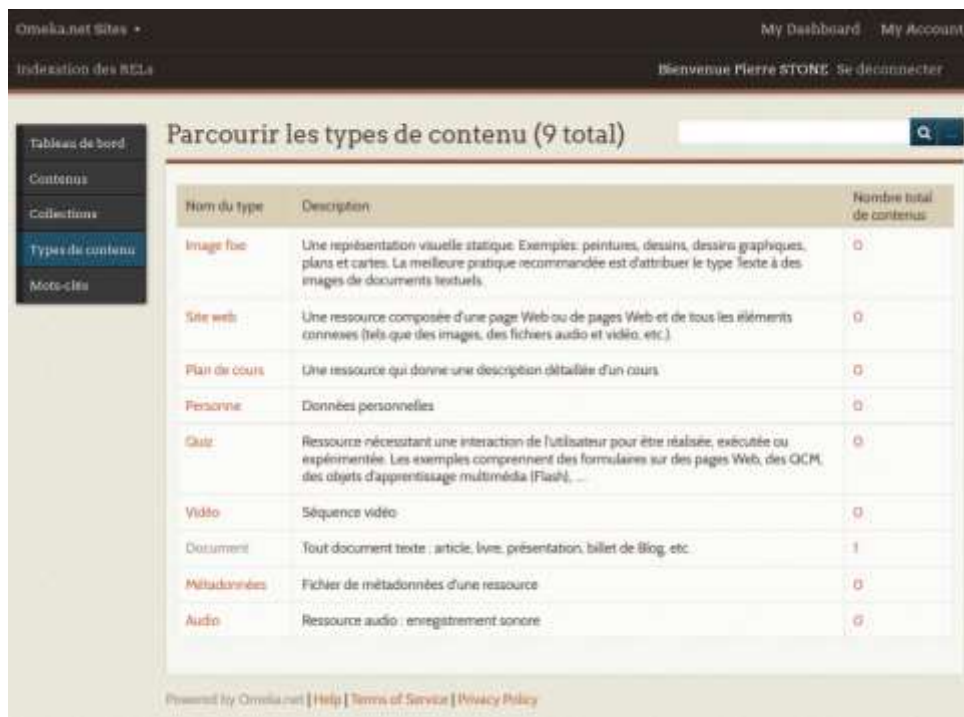 Omeka.net Sites
My Dashboard My Account
Indexation des RELs
Bienvenue Pierre STONE Se déconnecter
Tableau de bord
Contenus
Collections
Types de contenu
Mots-clés
Parcourir les types de contenu (9 total)
Nom du type Description Nombre total
de contenus
Image fixe Une représentation visuelle statique. Exemples: peintures, dessins, dessins graphiques, 0
plans et cartes. La meilleure pratique recommandée est d'attribuer le type Texte à des
images de documents textuels.
Site web Une ressource composée d'une page Web ou de pages Web et de tous les éléments 0
connexes (tels que des images, des fichiers audio et vidéo, etc.)
Plan de cours Une ressource qui donne une description détaillée d'un cours 0
Personne Données personnelles 0
Quiz Ressource nécessitant une interaction de l'utilisateur pour être réalisée, exécutée ou 0
expérimentée. Les exemples comprennent des formulaires sur des pages Web, des QCM,
des objets d'apprentissage multimédia (Flash), ...
Vidéo Séquence vidéo 0
Document Tout document texte : article, livre, présentation, billet de Blog, etc. 1
Métadonnées Fichier de métadonnées d'une ressource 0
Audio Ressource audio : enregistrement sonore 0
Powered by Omeka.net | Help | Terms of Service | Privacy Policy